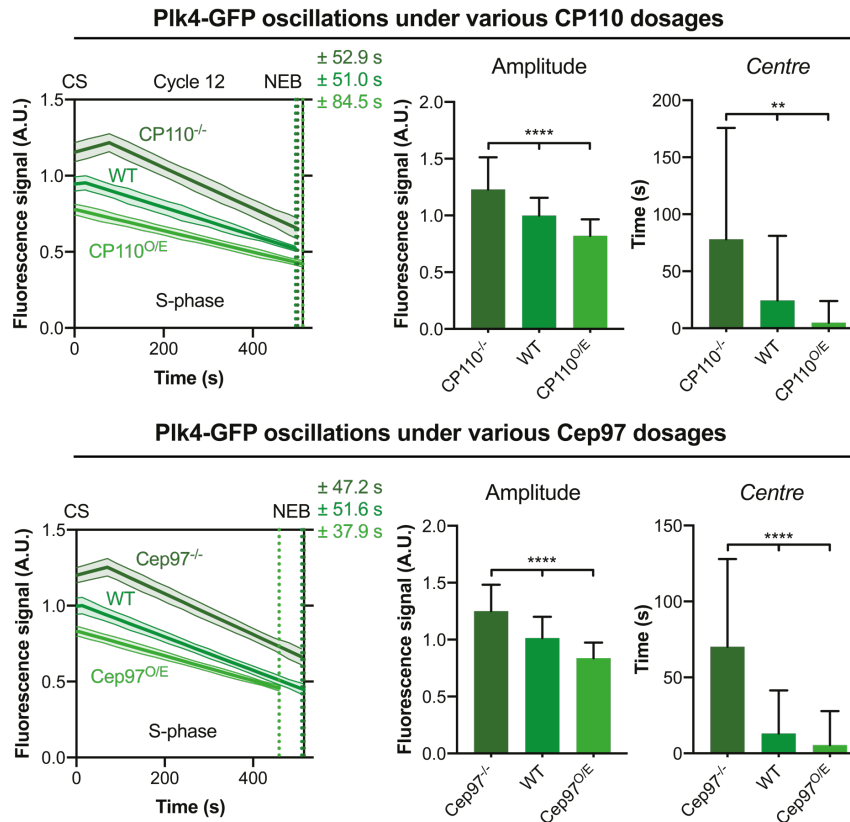 Plk4-GFP oscillations under various CP110 dosages
± 52.9 s
± 51.0 s
± 84.5 s
CS Cycle 12 NEB
Fluorescence signal (A.U.)
1.5
1.0
0.5
0.0
CP110-/-
WT
CP110O/E
S-phase
0 200 400
Time (s)
Amplitude
Fluorescence signal (A.U.)
2.0
1.5
1.0
0.5
0.0
****
CP110-/- WT CP110O/E
Centre
Time (s)
200
150
100
50
0
**
CP110-/- WT CP110O/E
Plk4-GFP oscillations under various Cep97 dosages
± 47.2 s
± 51.6 s
± 37.9 s
CS NEB
Fluorescence signal (A.U.)
1.5
1.0
0.5
0.0
Cep97-/-
WT
Cep97O/E
S-phase
0 200 400
Time (s)
Amplitude
Fluorescence signal (A.U.)
2.0
1.5
1.0
0.5
0.0
****
Cep97-/- WT Cep97O/E
Centre
Time (s)
150
100
50
0
****
Cep97-/- WT Cep97O/E